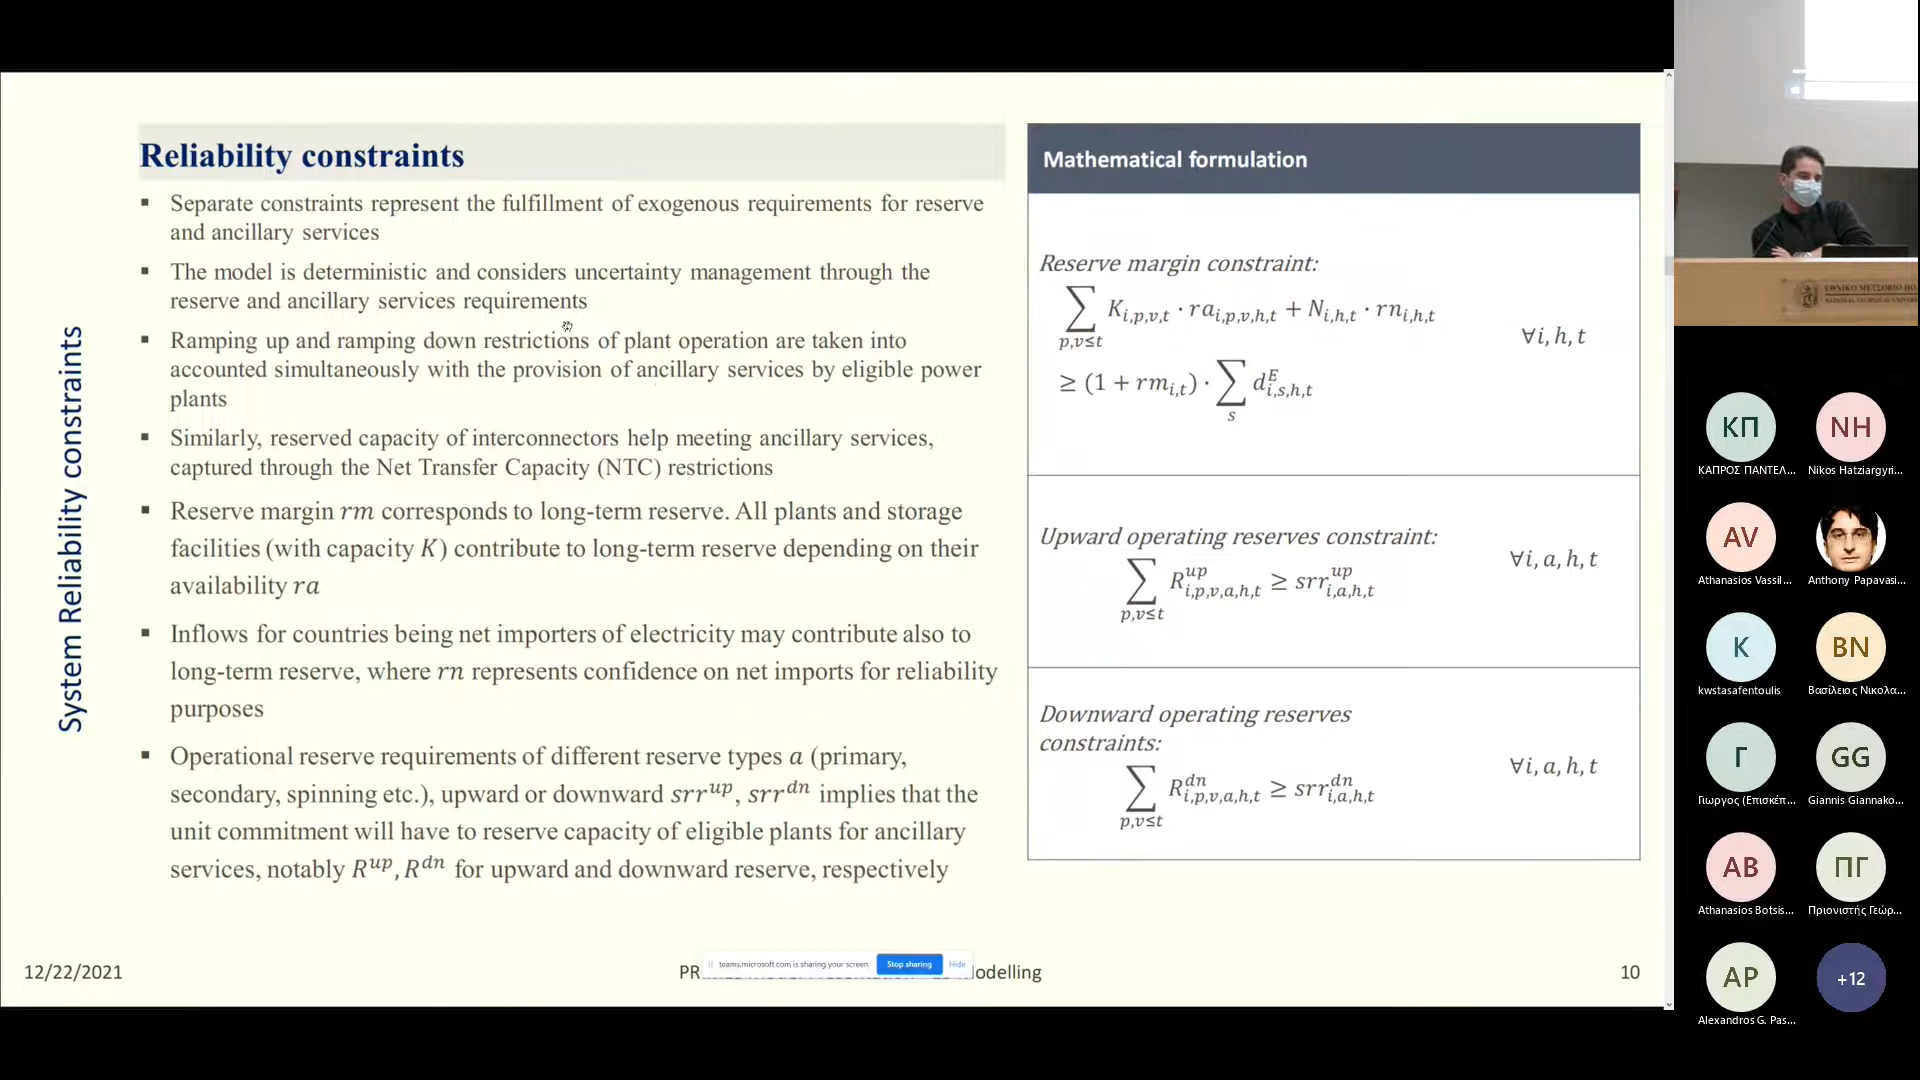 System Reliability constraints
Reliability constraints
▪ Separate constraints represent the fulfillment of exogenous requirements for reserve
and ancillary services
▪ The model is deterministic and considers uncertainty management through the
reserve and ancillary services requirements
▪ Ramping up and ramping down restrictions of plant operation are taken into
accounted simultaneously with the provision of ancillary services by eligible power
plants
▪ Similarly, reserved capacity of interconnectors help meeting ancillary services,
captured through the Net Transfer Capacity (NTC) restrictions
▪ Reserve margin rm corresponds to long-term reserve. All plants and storage
facilities (with capacity K) contribute to long-term reserve depending on their
availability ra
▪ Inflows for countries being net importers of electricity may contribute also to
long-term reserve, where rn represents confidence on net imports for reliability
purposes
▪ Operational reserve requirements of different reserve types a (primary,
secondary, spinning etc.), upward or downward srr^{up}, srr^{dn} implies that the
unit commitment will have to reserve capacity of eligible plants for ancillary
services, notably R^{up}, R^{dn} for upward and downward reserve, respectively
Mathematical formulation
Reserve margin constraint:
∑_{p,v≤t} K_{i,p,v,t} · ra_{i,p,v,h,t} + N_{i,h,t} · rn_{i,h,t}
∀i, h, t
≥ (1 + rm_{i,t}) · ∑_s d^E_{i,s,h,t}
Upward operating reserves constraint:
∑_{p,v≤t} R^{up}_{i,p,v,a,h,t} ≥ srr^{up}_{i,a,h,t}
∀i, a, h, t
Downward operating reserves
constraints:
∑_{p,v≤t} R^{dn}_{i,p,v,a,h,t} ≥ srr^{dn}_{i,a,h,t}
∀i, a, h, t
12/22/2021
teams.microsoft.com is sharing your screen.
Stop sharing
Hide
10
ΕΘΝΙΚΟ ΜΕΤΣΟΒΙΟ ΠΟ
NATIONAL TECHNICAL UNIVER
ΚΠ
ΚΑΠΡΟΣ ΠΑΝΤΕΛ...
NH
Nikos Hatziargyri...
AV
Athanasios Vassil...
Anthony Papavasi...
K
kwstasafentoulis
BN
Βασίλειος Νικολα...
Γ
Γιωργος (Επισκέπ...
GG
Giannis Giannako...
AB
Athanasios Botsis...
ΠΓ
Πριονιστής Γεώρ...
AP
Alexandros G. Pas...
+12